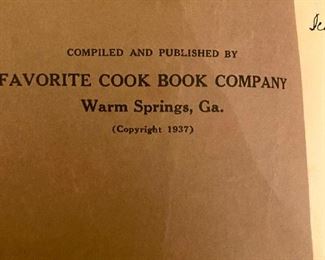 COMPILED AND PUBLISHED BY
FAVORITE COOK BOOK COMPANY
Warm Springs, Ga.
(Copyright 1937)